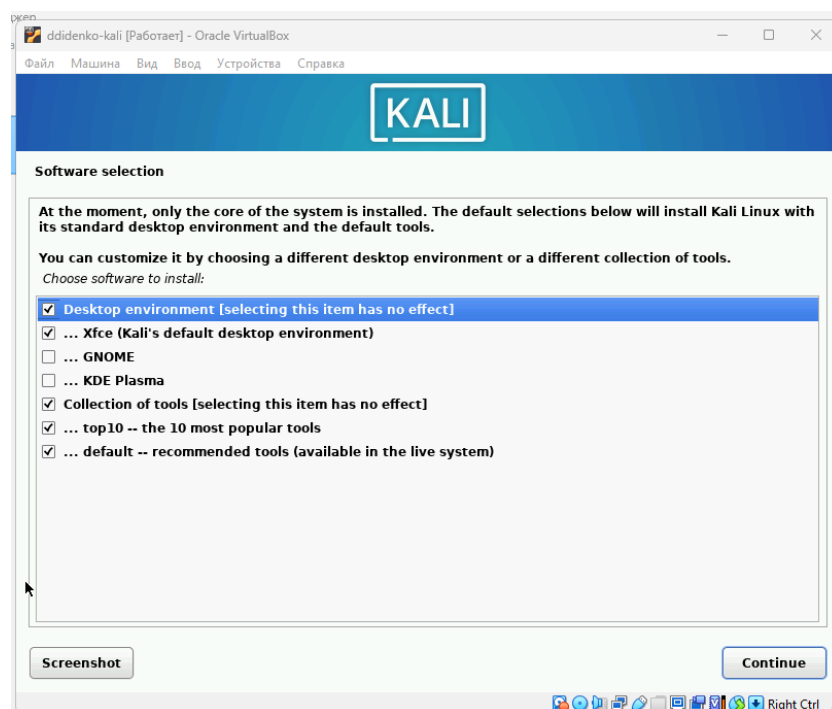 ddidenko-kali [Работает] - Oracle VirtualBox
Файл Машина Вид Ввод Устройства Справка
KALI
Software selection
At the moment, only the core of the system is installed. The default selections below will install Kali Linux with
its standard desktop environment and the default tools.
You can customize it by choosing a different desktop environment or a different collection of tools.
Choose software to install:
Desktop environment [selecting this item has no effect]
... Xfce (Kali's default desktop environment)
... GNOME
... KDE Plasma
Collection of tools [selecting this item has no effect]
... top10 -- the 10 most popular tools
... default -- recommended tools (available in the live system)
Screenshot
Continue
Right Ctrl